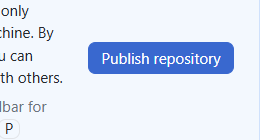 only
chine. By
u can
Publish repository
th others.
lbar for
P